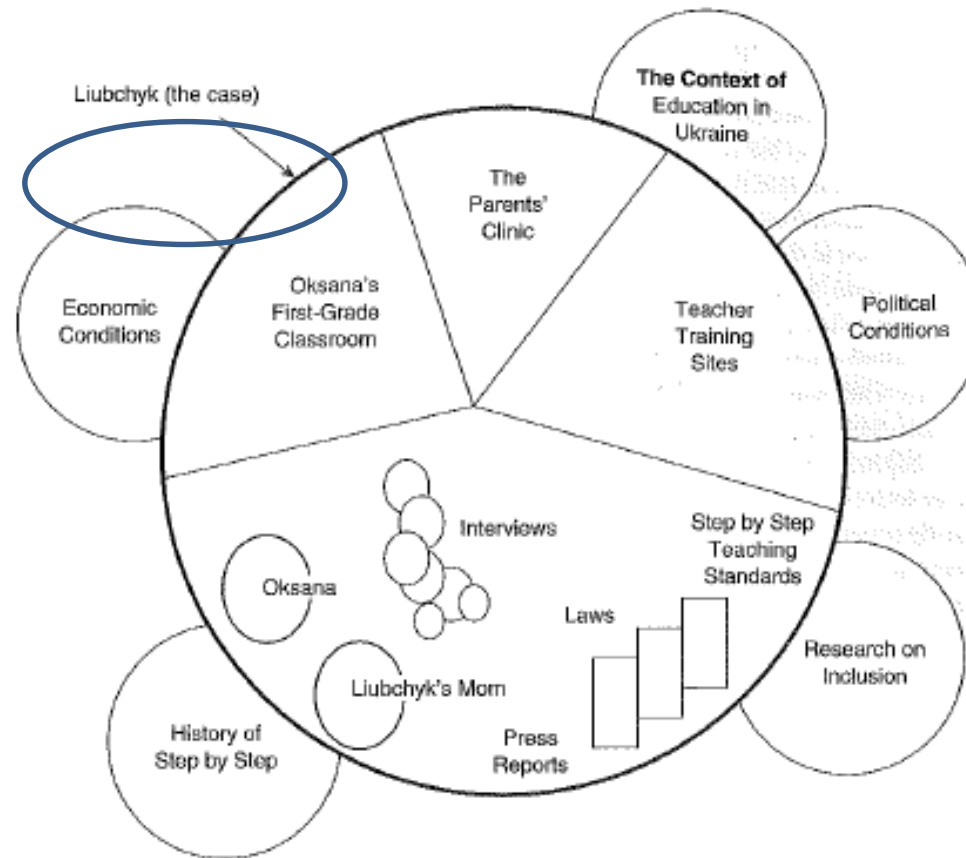 Liubchyk (the case)
The Context of
Education in
Ukraine
The
Parents'
Clinic
Oksana's
First-Grade
Classroom
Economic
Conditions
Teacher
Training
Sites
Political
Conditions
Interviews
Step by Step
Teaching
Standards
Oksana
Laws
Research on
Inclusion
Liubchyk's Mom
History of
Step by Step
Press
Reports